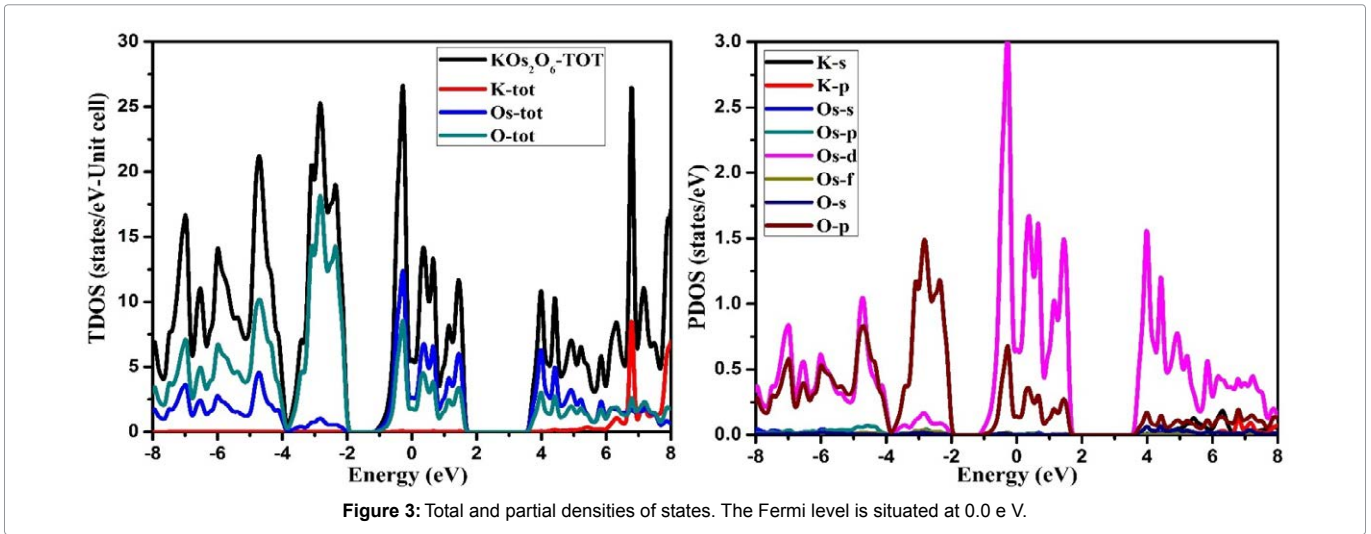 30
25
20
15
10
5
0
TDOS (states/eV-Unit cell)
KOs₂O₆-TOT
K-tot
Os-tot
O-tot
-8 -6 -4 -2 0 2 4 6 8
Energy (eV)
3.0
2.5
2.0
1.5
1.0
0.5
0.0
PDOS (states/eV)
K-s
K-p
Os-s
Os-p
Os-d
Os-f
O-s
O-p
-8 -6 -4 -2 0 2 4 6 8
Energy (eV)
Figure 3: Total and partial densities of states. The Fermi level is situated at 0.0 e V.